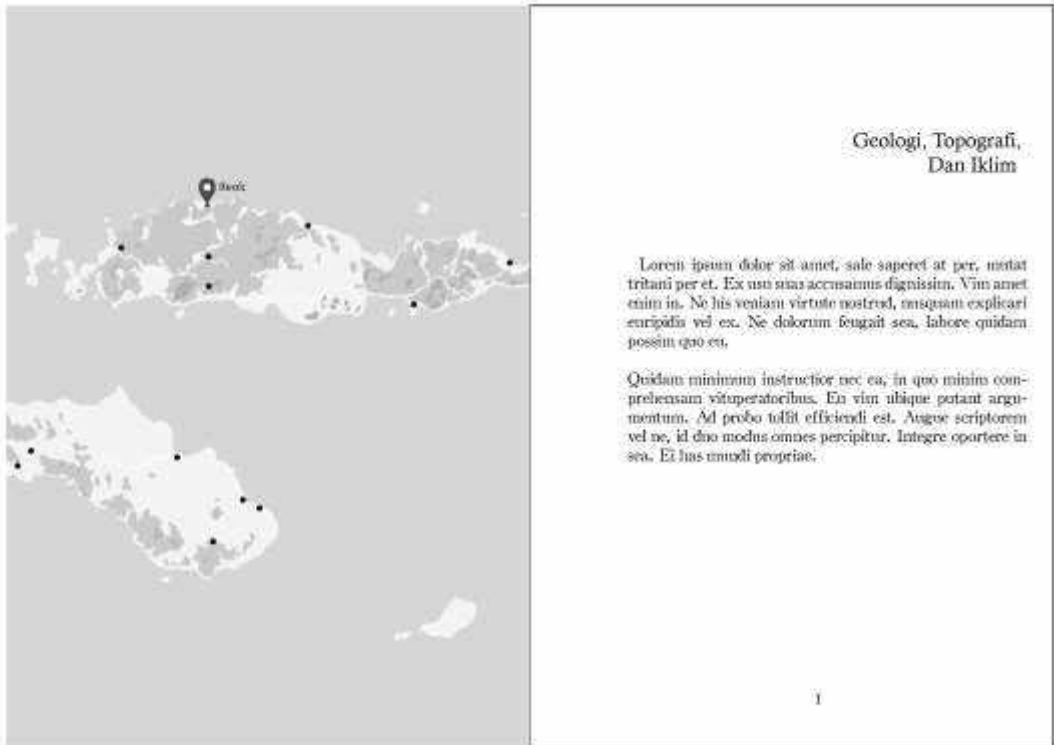 Geologi, Topografi,
Dan Iklim
Lorem ipsum dolor sit amet, sale saperet at per, mutat
tritani per et. Ex usu suas accusamus dignissim. Vim amet
enim in. Ne his veniam virtute nostrud, nusquam explicari
euripidis vel ex. Ne dolorum feugait sea, labore quidam
possim quo eu.
Quidam minimum instructior nec ea, in quo minim com-
prehensam vituperatoribus. Eu vim ubique putant argu-
mentum. Ad probo tollit efficiendi est. Augue scriptorem
vel ne, id duo modus omnes percipitur. Integre oportere in
sea. Ei has mundi propriae.
1